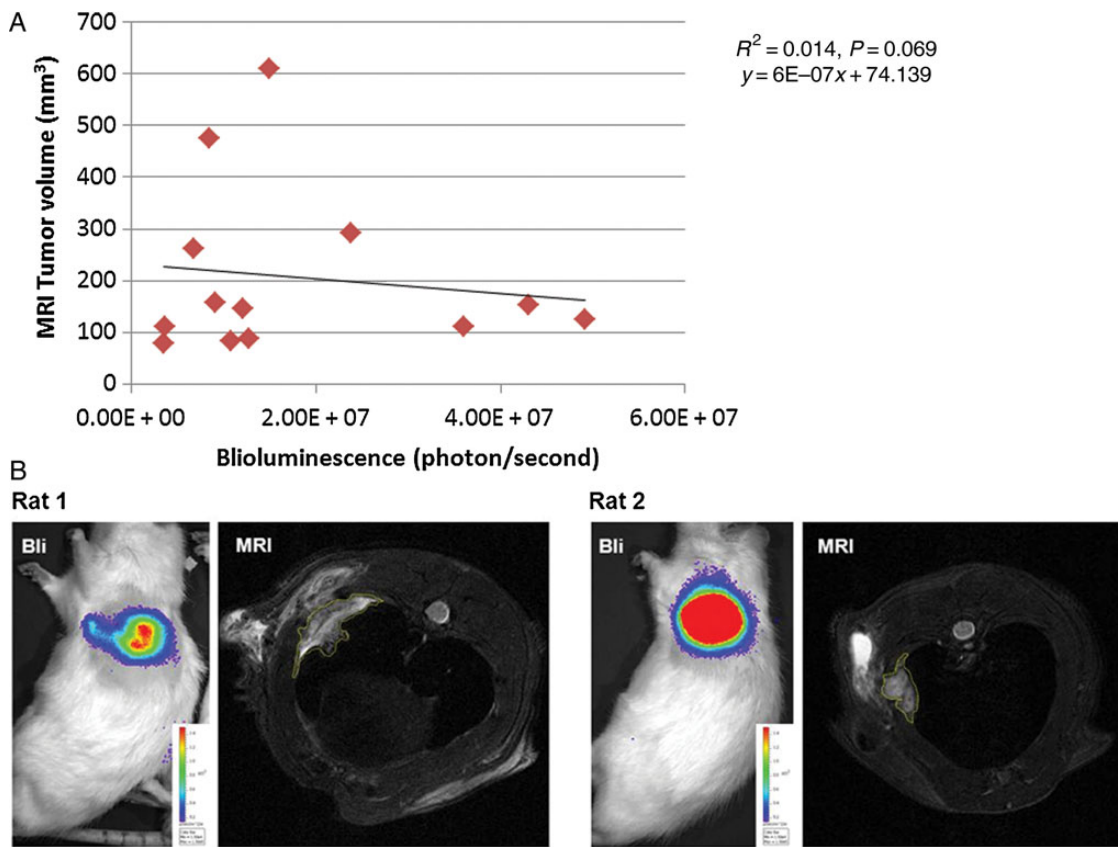 A
700
600
500
400
300
200
100
0
MRI Tumor volume (mm³)
0.00E + 00
2.00E + 07
4.00E + 07
6.00E + 07
Blioluminescence (photon/second)
R² = 0.014, P = 0.069
y = 6E–07x + 74.139
B
Rat 1
Rat 2
Bli
MRI
Bli
MRI